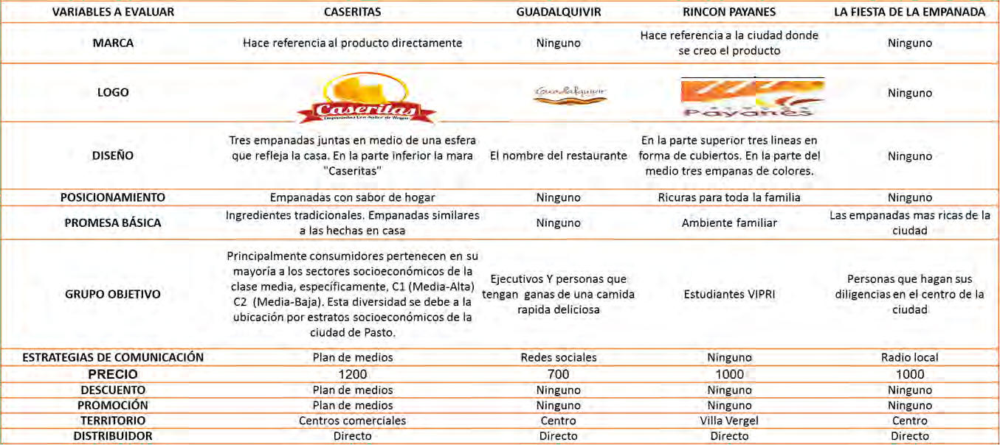 VARIABLES A EVALUAR CASERITAS GUADALQUIVIR RINCON PAYANES LA FIESTA DE LA EMPANADA
MARCA Hace referencia al producto directamente Ninguno Hace referencia a la ciudad donde
se creo el producto Ninguno
LOGO Caseritas
Empanadas Con Sabor de Hogar Guadalquivir Payanés Ninguno
DISEÑO Tres empanadas juntas en medio de una esfera
que refleja la casa. En la parte inferior la mara
"Caseritas" El nombre del restaurante En la parte superior tres lineas en
forma de cubiertos. En la parte del
medio tres empanas de colores. Ninguno
POSICIONAMIENTO Empanadas con sabor de hogar Ninguno Ricuras para toda la familia Ninguno
PROMESA BÁSICA Ingredientes tradicionales. Empanadas similares
a las hechas en casa Ninguno Ambiente familiar Las empanadas mas ricas de la
ciudad
GRUPO OBJETIVO Principalmente consumidores pertenecen en su
mayoría a los sectores socioeconómicos de la
clase media, específicamente, C1 (Media-Alta)
C2 (Media-Baja). Esta diversidad se debe a la
ubicación por estratos socioeconómicos de la
ciudad de Pasto. Ejecutivos Y personas que
tengan ganas de una camida
rapida deliciosa Estudiantes VIPRI Personas que hagan sus
diligencias en el centro de la
ciudad
ESTRATEGIAS DE COMUNICACIÓN Plan de medios Redes sociales Ninguno Radio local
PRECIO 1200 700 1000 1000
DESCUENTO Plan de medios Ninguno Ninguno Ninguno
PROMOCIÓN Plan de medios Ninguno Ninguno Ninguno
TERRITORIO Centros comerciales Centro Villa Vergel Centro
DISTRIBUIDOR Directo Directo Directo Directo